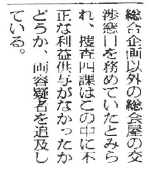 総合企画以外の総会屋の交
渉窓口を務めていたとみら
れ、捜査四課はこの中に不
正な利益供与がなかったか
どうか、両容疑者を追及し
ている。